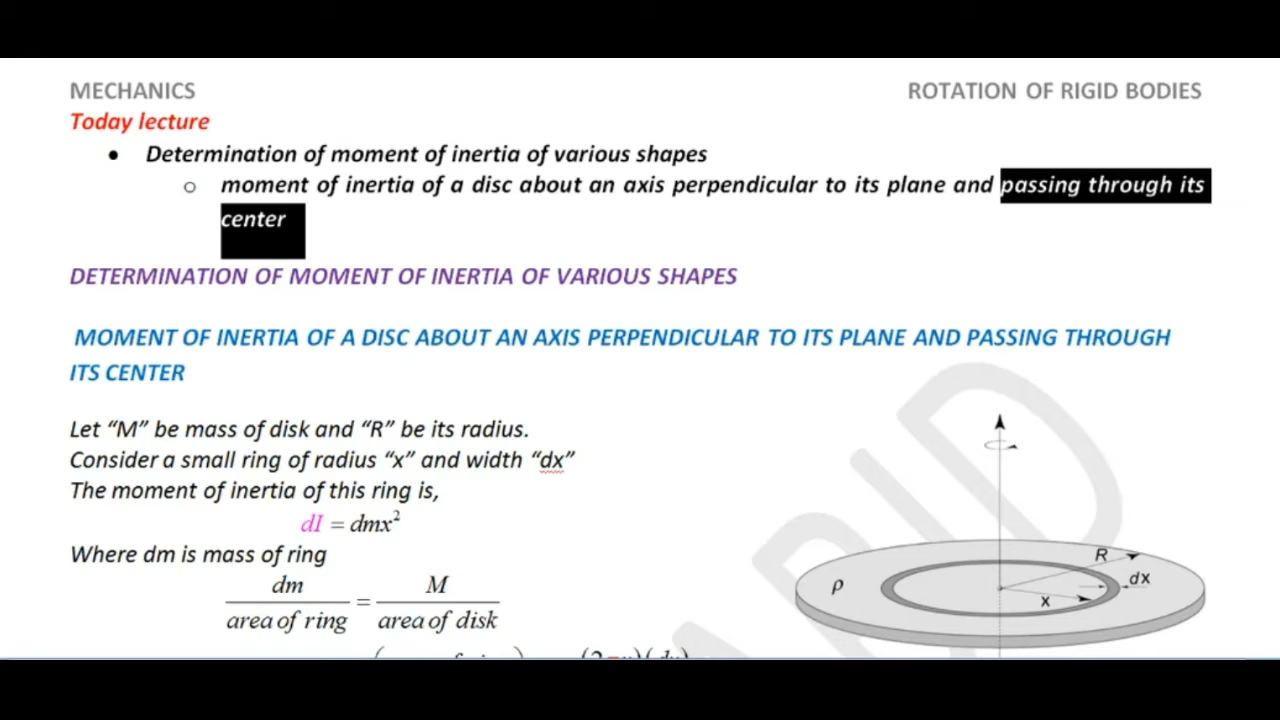 MECHANICS ROTATION OF RIGID BODIES
Today lecture
• Determination of moment of inertia of various shapes
o moment of inertia of a disc about an axis perpendicular to its plane and passing through its
center
DETERMINATION OF MOMENT OF INERTIA OF VARIOUS SHAPES
MOMENT OF INERTIA OF A DISC ABOUT AN AXIS PERPENDICULAR TO ITS PLANE AND PASSING THROUGH
ITS CENTER
Let “M” be mass of disk and “R” be its radius.
Consider a small ring of radius “x” and width “dx”
The moment of inertia of this ring is,
dI = dmx²
Where dm is mass of ring
dm / area of ring = M / area of disk
R
ρ
dx
x